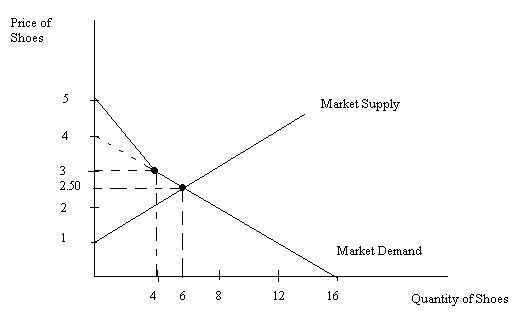 Price of
Shoes
5
Market Supply
4
3
2.50
2
1
Market Demand
4
6
8
12
16
Quantity of Shoes